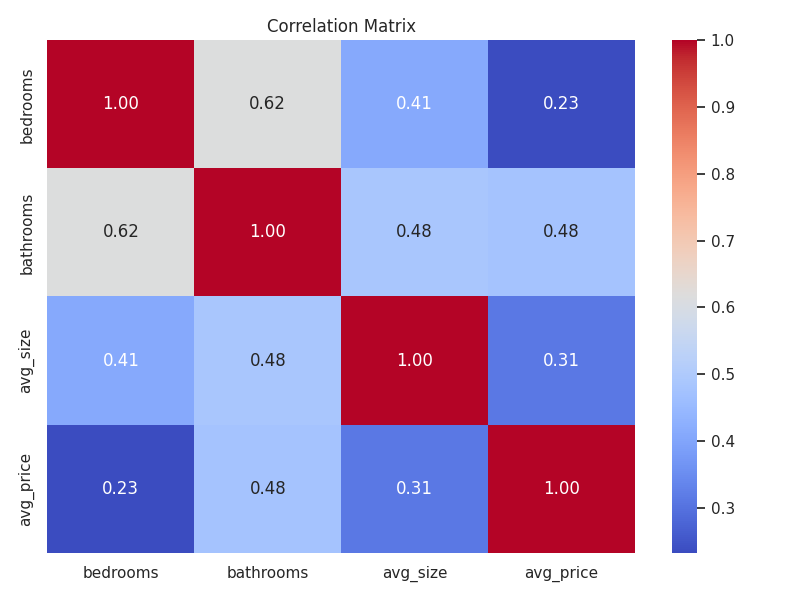 Correlation Matrix
bedrooms 1.00 0.62 0.41 0.23
bathrooms 0.62 1.00 0.48 0.48
avg_size 0.41 0.48 1.00 0.31
avg_price 0.23 0.48 0.31 1.00
bedrooms bathrooms avg_size avg_price
1.0
0.9
0.8
0.7
0.6
0.5
0.4
0.3